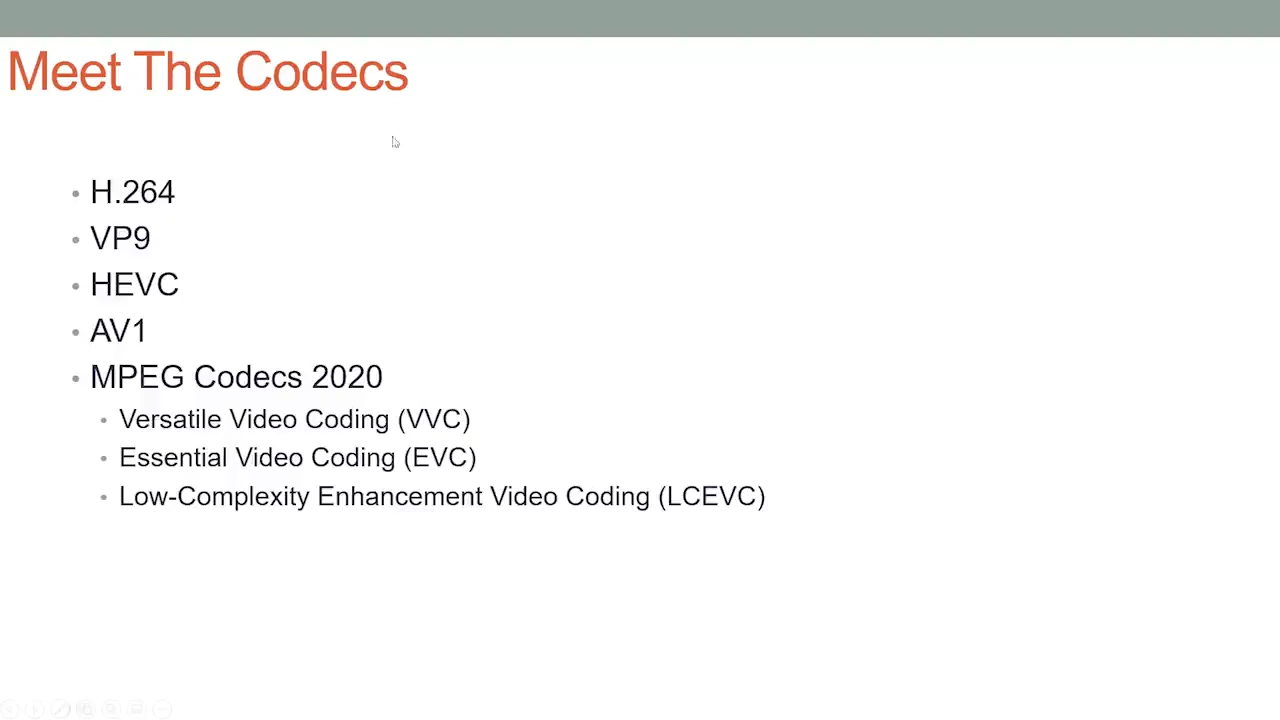 Meet The Codecs
• H.264
• VP9
• HEVC
• AV1
• MPEG Codecs 2020
• Versatile Video Coding (VVC)
• Essential Video Coding (EVC)
• Low-Complexity Enhancement Video Coding (LCEVC)